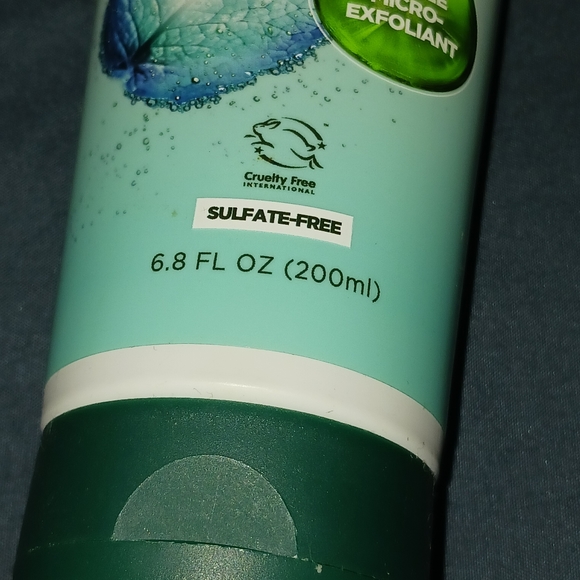 MICRO-
EXFOLIANT
Cruelty Free
INTERNATIONAL
SULFATE-FREE
6.8 FL OZ (200ml)